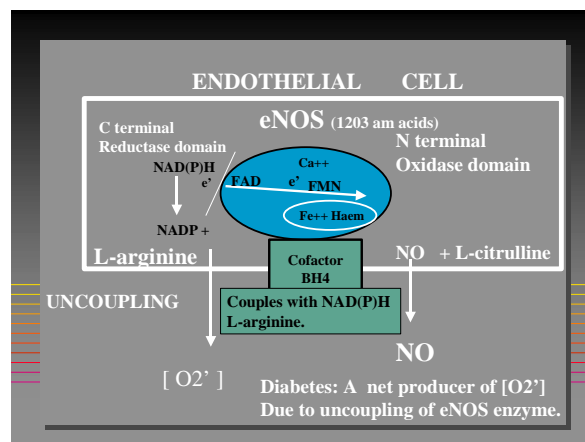 ENDOTHELIAL CELL
eNOS (1203 am acids)
C terminal
Reductase domain
N terminal
Oxidase domain
NAD(P)H
e'
FAD
Ca++
e'
FMN
Fe++ Haem
NADP +
L-arginine
Cofactor
BH4
NO + L-citrulline
UNCOUPLING
Couples with NAD(P)H
L-arginine.
NO
[ O2' ]
Diabetes: A net producer of [O2']
Due to uncoupling of eNOS enzyme.